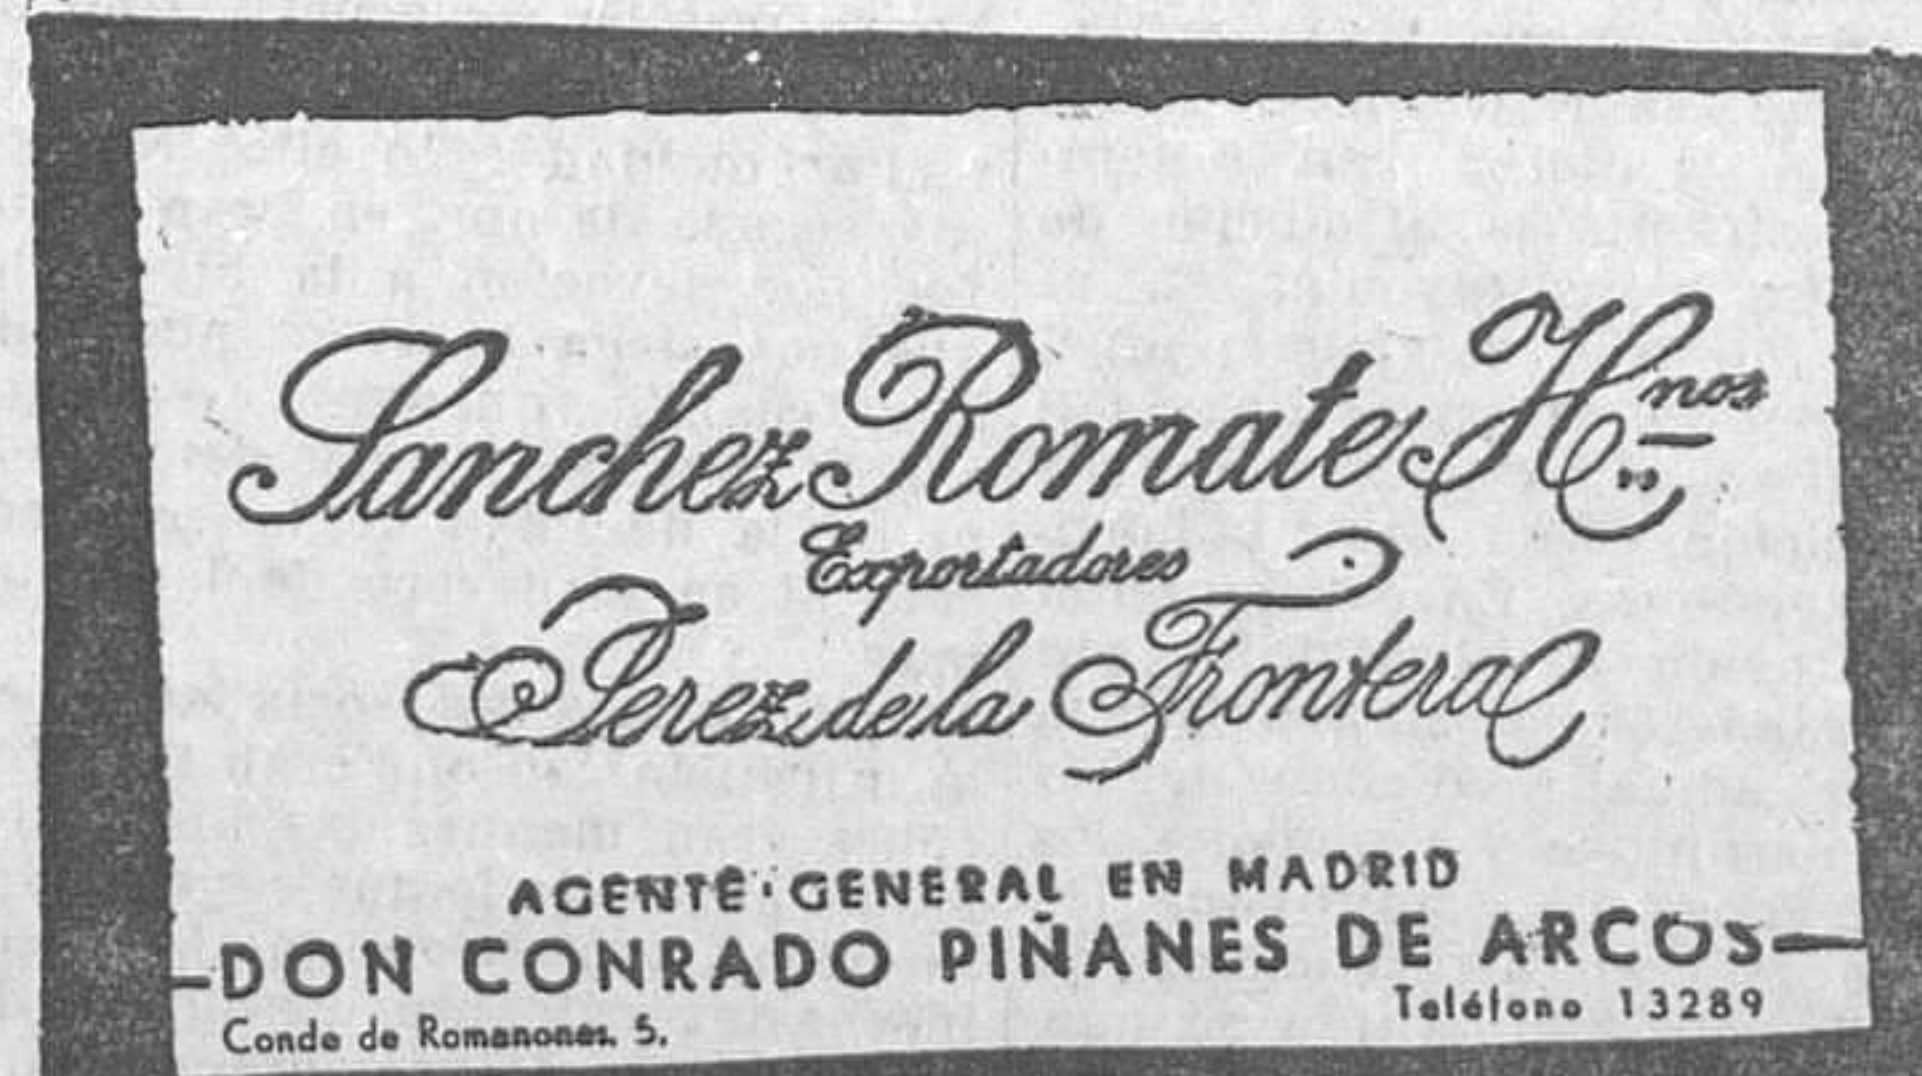 Sanchez Romate Hnos
Exportadores
Jerez de la Frontera
AGENTE GENERAL EN MADRID
DON CONRADO PIÑANES DE ARCOS
Teléfono 13289
Conde de Romanones, 5.